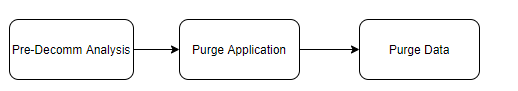 Pre-Decomm Analysis
Purge Application
Purge Data